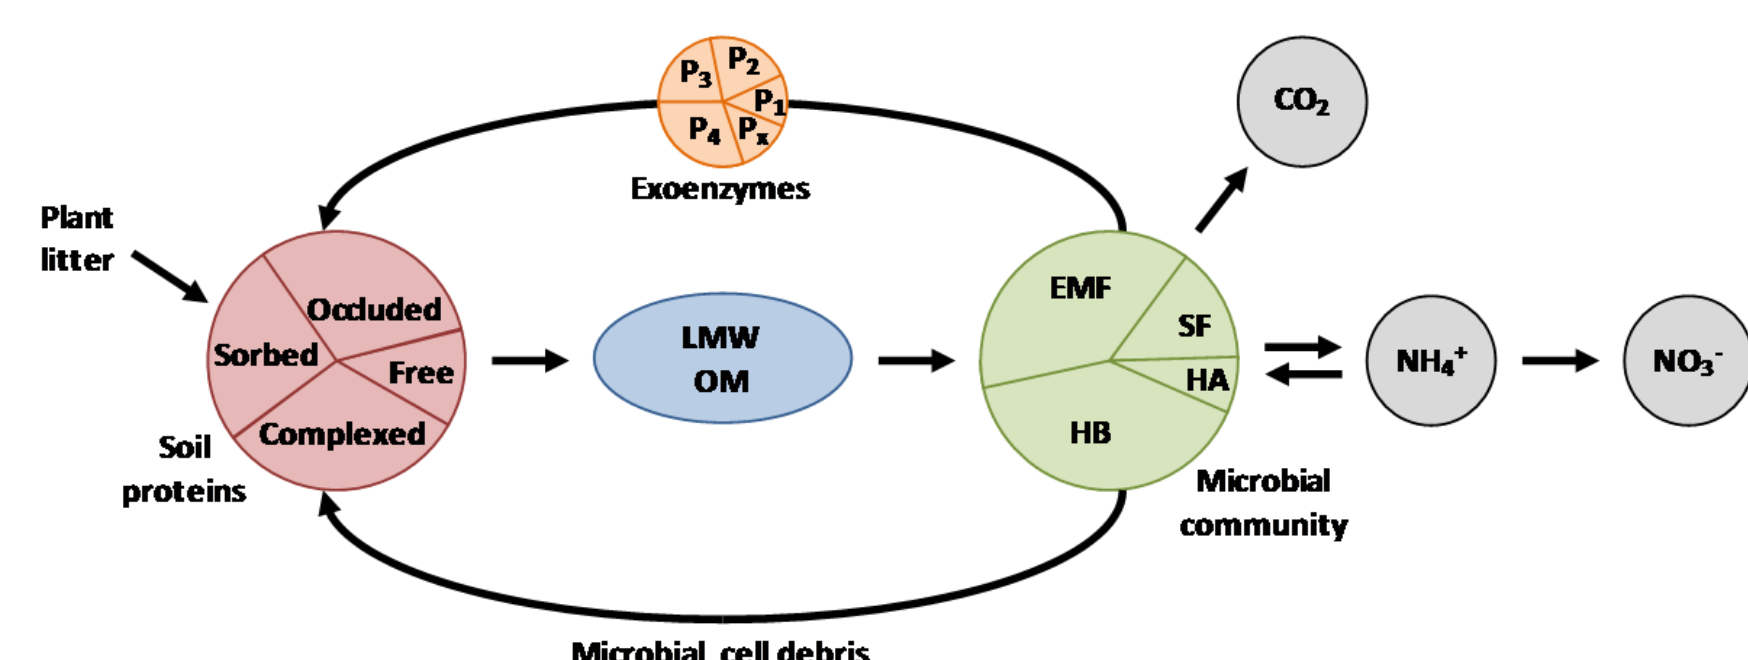 P3
P2
P1
P4
Px
Exoenzymes
CO2
Plant
litter
Occluded
Sorbed
Free
Complexed
Soil
proteins
LMW
OM
EMF
SF
HA
HB
Microbial
community
NH4+
NO3-
Microbial cell debris